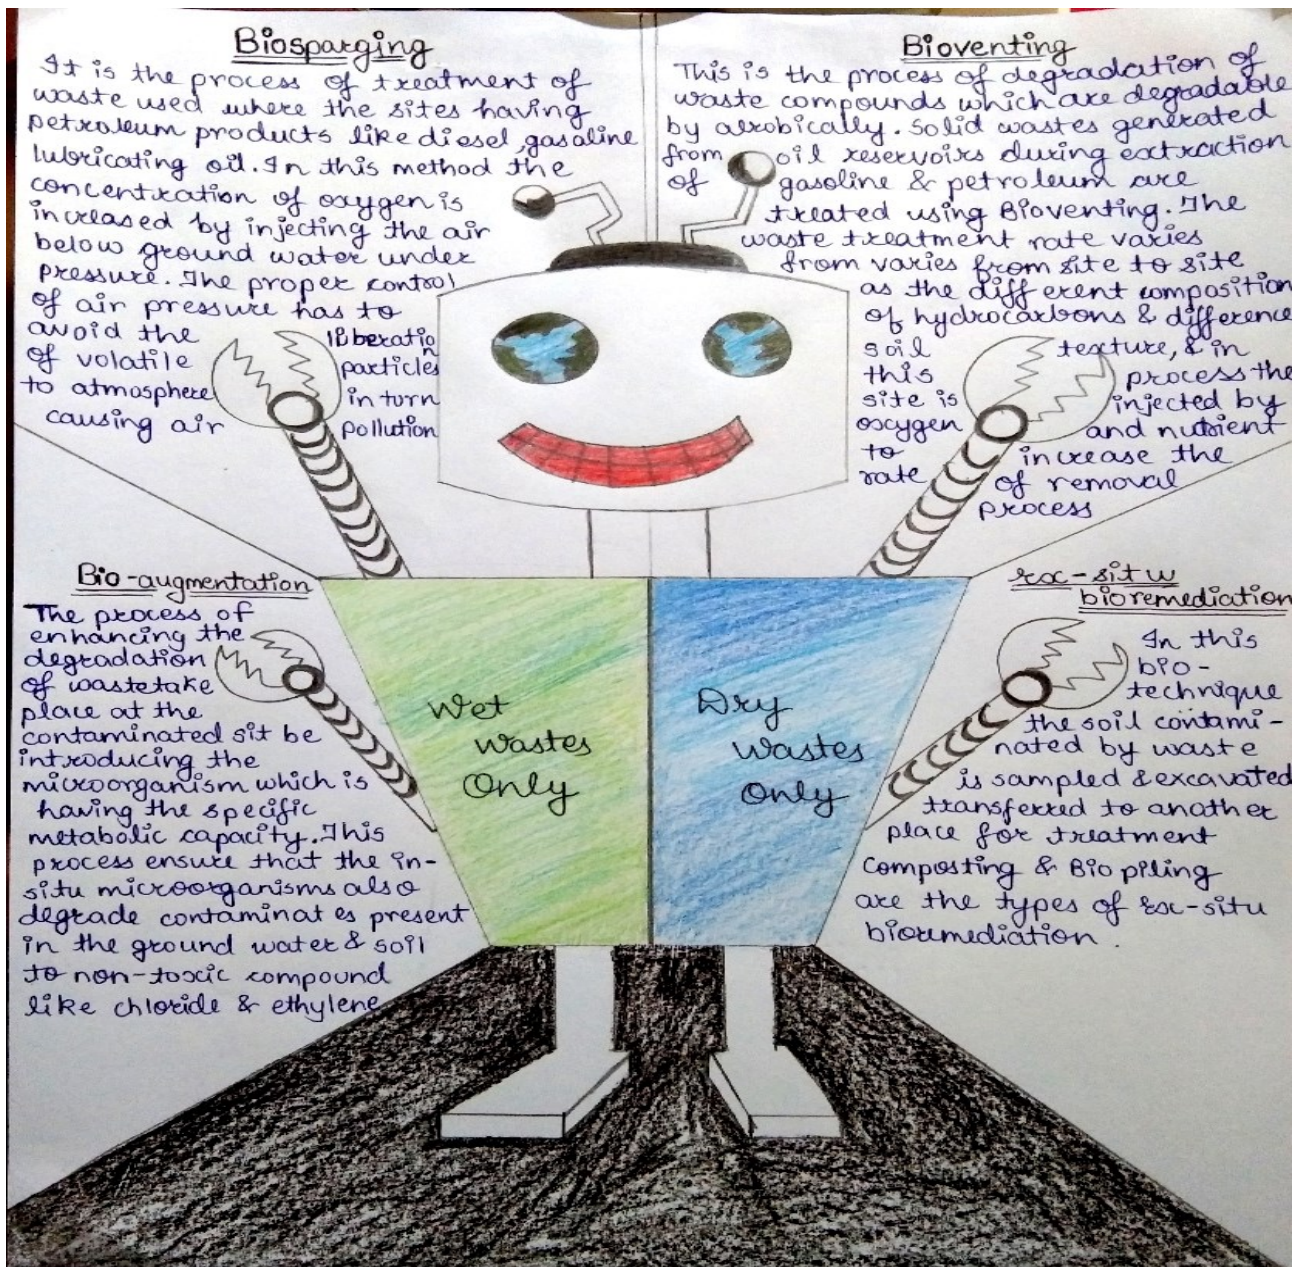 Biosparging
It is the process of treatment of
waste used where the sites having
petroleum products like diesel, gasoline
lubricating oil. In this method the
concentration of oxygen is
increased by injecting the air
below ground water under
pressure. The proper control
of air pressure has to
avoid the liberatio
n
of volatile particles
to atmosphere in turn
causing air pollution
Bioventing
This is the process of degradation of
waste compounds which are degradable
by aerobically. Solid wastes generated
from oil reservoirs during extraction
of gasoline & petroleum are
treated using Bioventing. The
waste treatment rate varies
from varies from site to site
as the different composition
of hydrocarbons & difference
soil texture, & in
this process the
site is injected by
oxygen and nutrient
to increase the
rate of removal
process
Bio-augmentation
The process of
enhancing the
degradation
of wastetake
place at the
contaminated sit be
introducing the
microorganism which is
having the specific
metabolic capacity. This
process ensure that the in-
situ microorganisms also
degrade contaminat es present
in the ground water & soil
to non-toxic compound
like chloride & ethylene
Wet
Wastes
Only
Dry
Wastes
Only
Ex-situ
bioremediation
In this
bio-
technique
the soil contami-
nated by waste
is sampled & excavated
transferred to another
place for treatment
composting & Bio piling
are the types of Ex-situ
bioremediation.